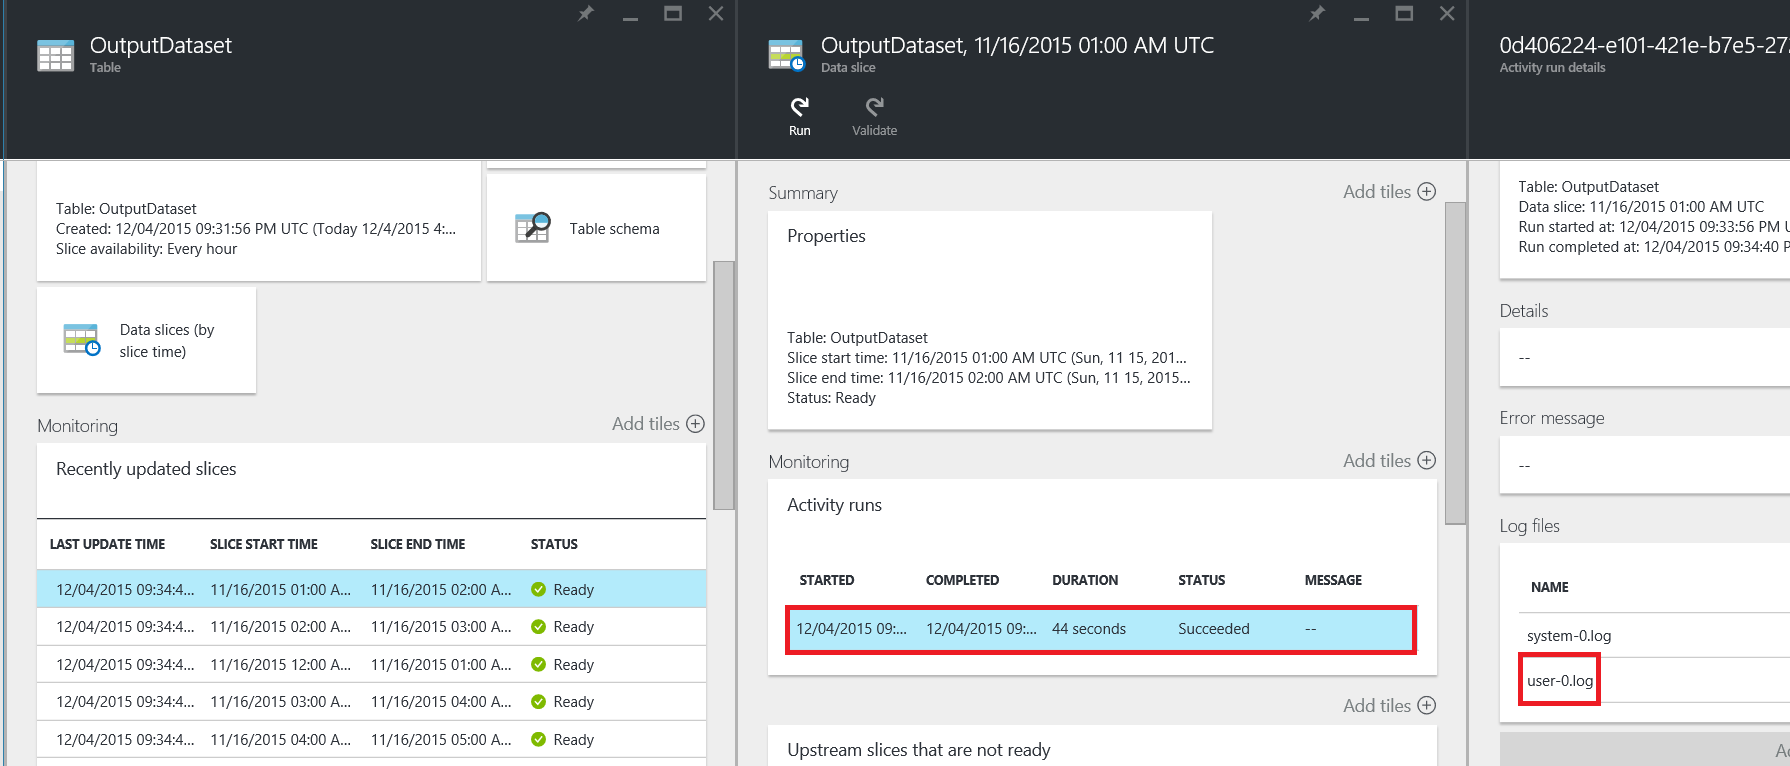 OutputDataset
Table
Table: OutputDataset
Created: 12/04/2015 09:31:56 PM UTC (Today 12/4/2015 4:...
Slice availability: Every hour
Table schema
Data slices (by
slice time)
Monitoring
Add tiles
Recently updated slices
LAST UPDATE TIME SLICE START TIME SLICE END TIME STATUS
12/04/2015 09:34:4... 11/16/2015 01:00 A... 11/16/2015 02:00 A... Ready
12/04/2015 09:34:4... 11/16/2015 02:00 A... 11/16/2015 03:00 A... Ready
12/04/2015 09:34:4... 11/16/2015 12:00 A... 11/16/2015 01:00 A... Ready
12/04/2015 09:34:4... 11/16/2015 03:00 A... 11/16/2015 04:00 A... Ready
12/04/2015 09:34:4... 11/16/2015 04:00 A... 11/16/2015 05:00 A... Ready
OutputDataset, 11/16/2015 01:00 AM UTC
Data slice
Run Validate
Summary
Add tiles
Properties
Table: OutputDataset
Slice start time: 11/16/2015 01:00 AM UTC (Sun, 11 15, 201...
Slice end time: 11/16/2015 02:00 AM UTC (Sun, 11 15, 2015...
Status: Ready
Monitoring
Add tiles
Activity runs
STARTED COMPLETED DURATION STATUS MESSAGE
12/04/2015 09:... 12/04/2015 09:... 44 seconds Succeeded --
Add tiles
Upstream slices that are not ready
0d406224-e101-421e-b7e5-27
Activity run details
Table: OutputDataset
Data slice: 11/16/2015 01:00 AM UTC
Run started at: 12/04/2015 09:33:56 PM U
Run completed at: 12/04/2015 09:34:40 P
Details
--
Error message
--
Log files
NAME
system-0.log
user-0.log